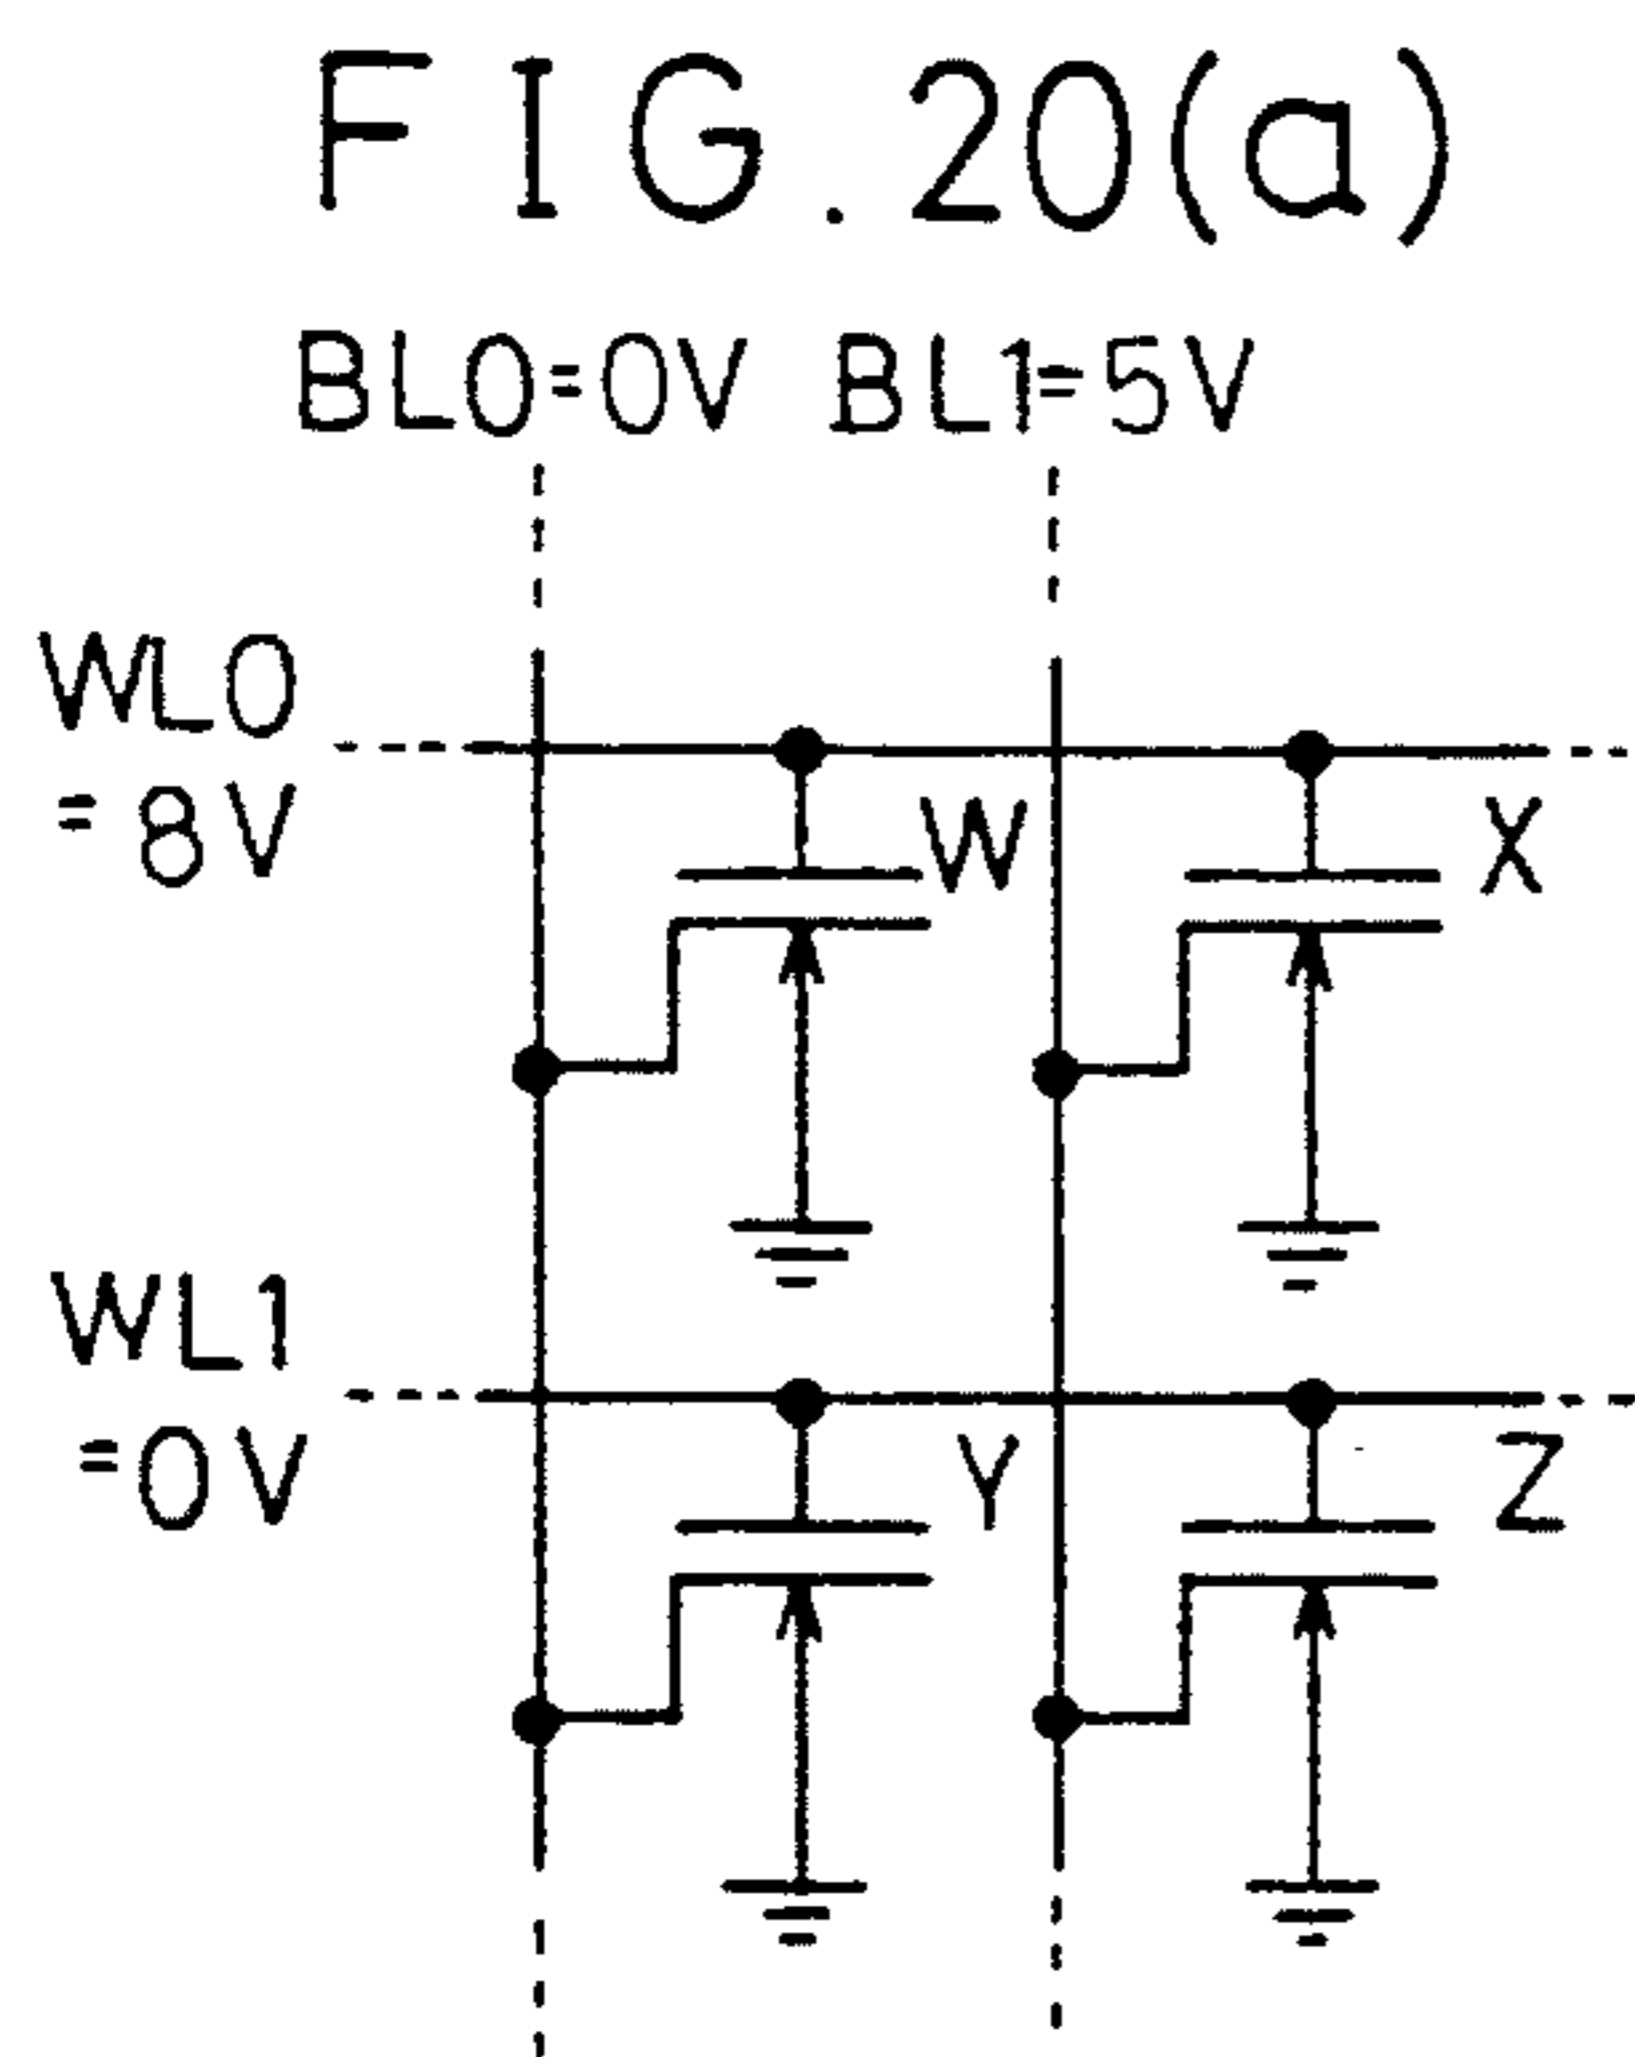 FIG.20(a)
BL0=0V BL1=5V
WL0
=8V
W
X
WL1
=0V
Y
Z